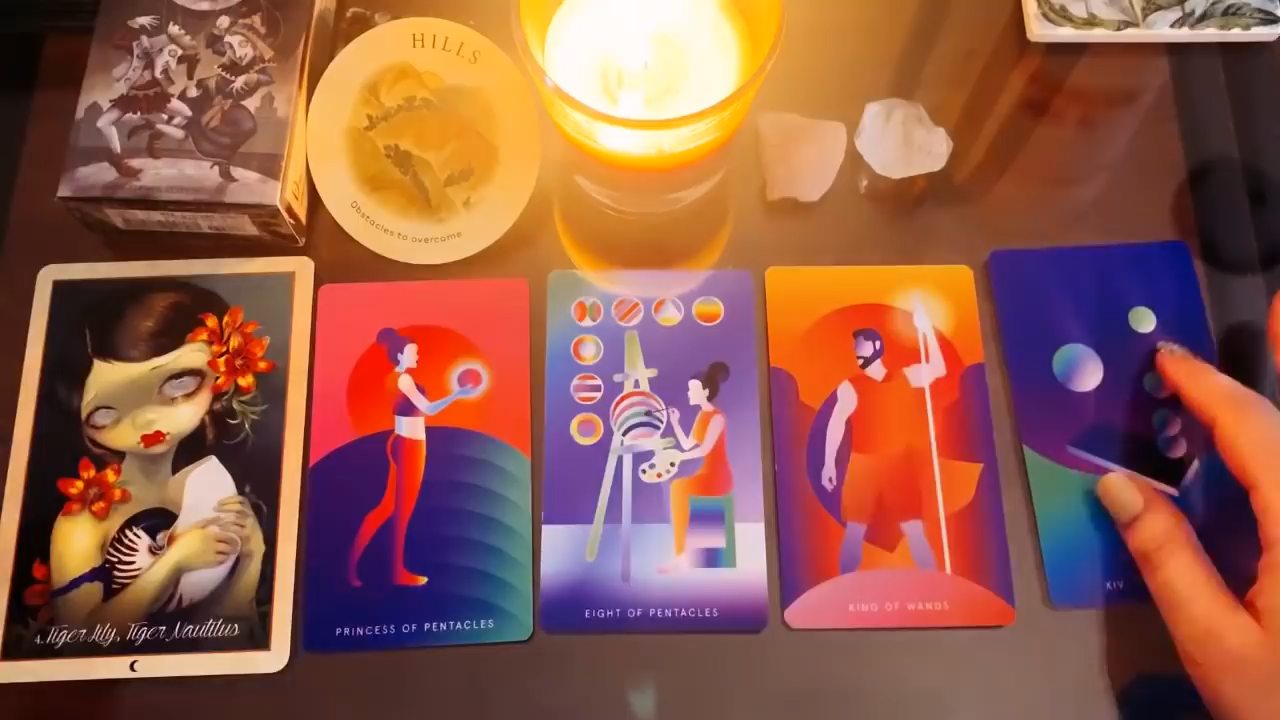 HILLS
Obstacles to overcome
4. Tiger Lily, Tiger Nautilus
PRINCESS OF PENTACLES
EIGHT OF PENTACLES
KING OF WANDS
XIV